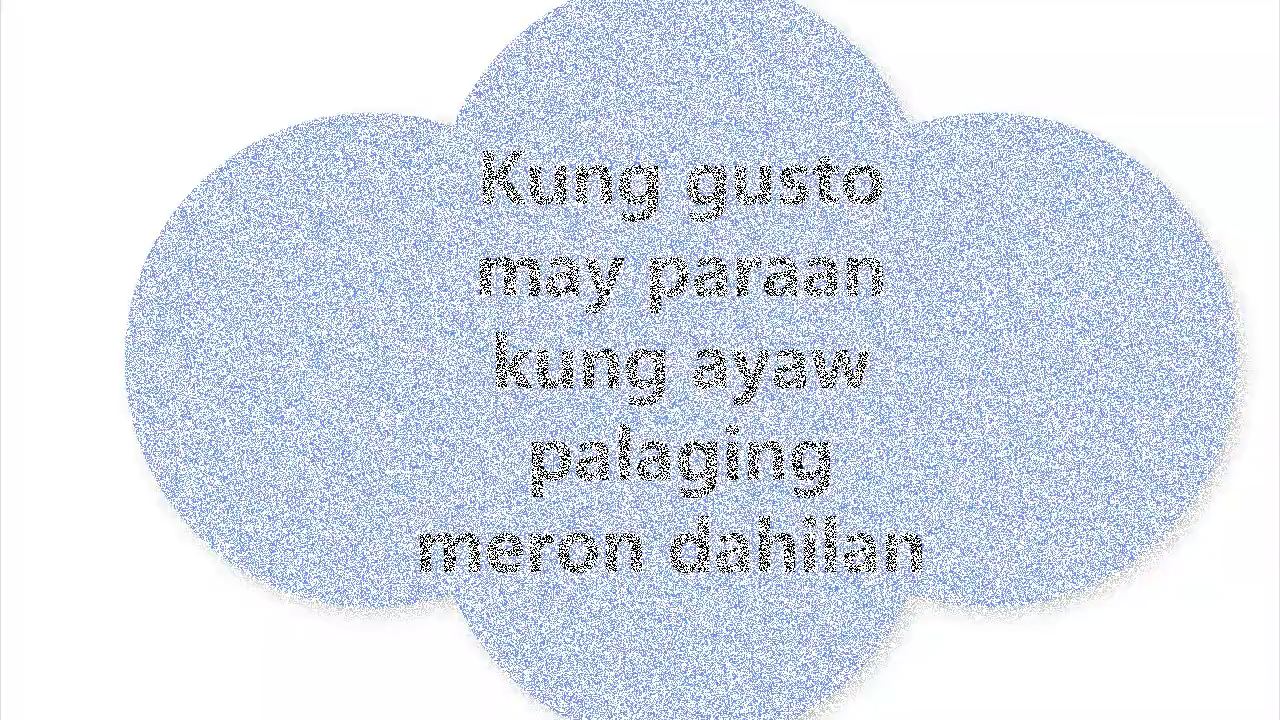 Kung gusto
may paraan
kung ayaw
palaging
meron dahilan